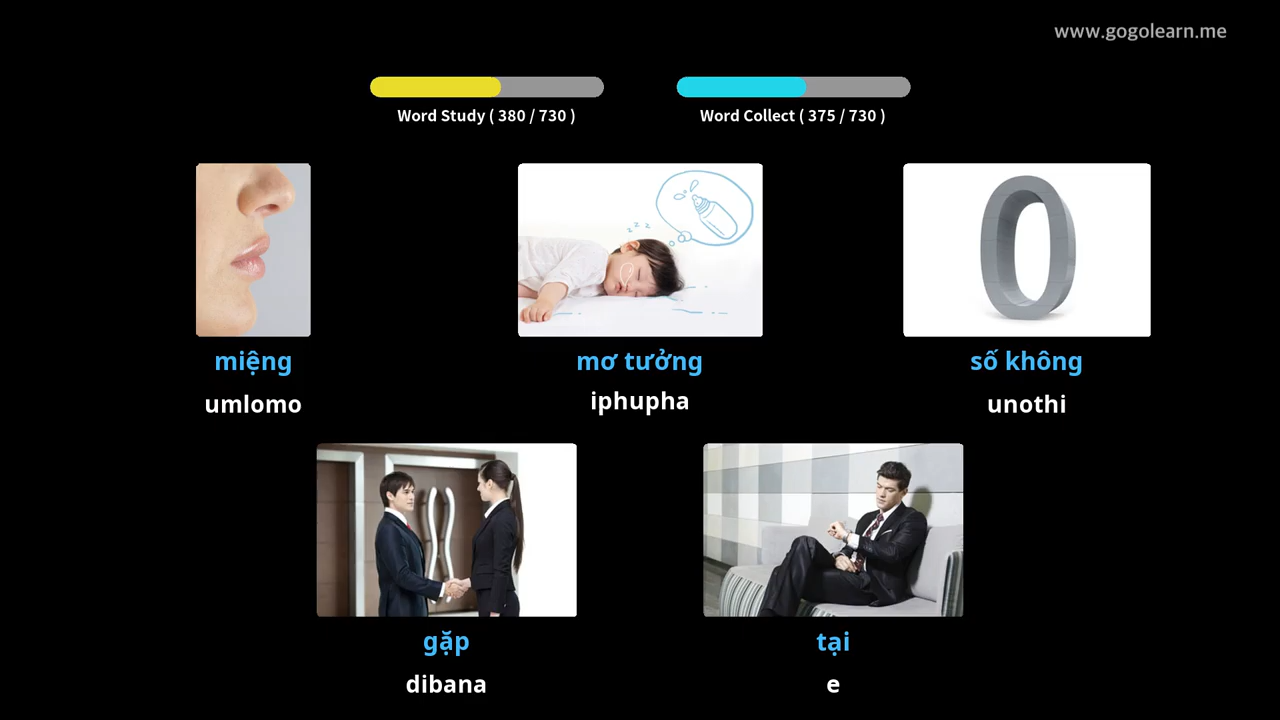 www.gogolearn.me
Word Study ( 380 / 730 )
Word Collect ( 375 / 730 )
miệng
umlomo
mơ tưởng
iphupha
số không
unothi
gặp
dibana
tại
e